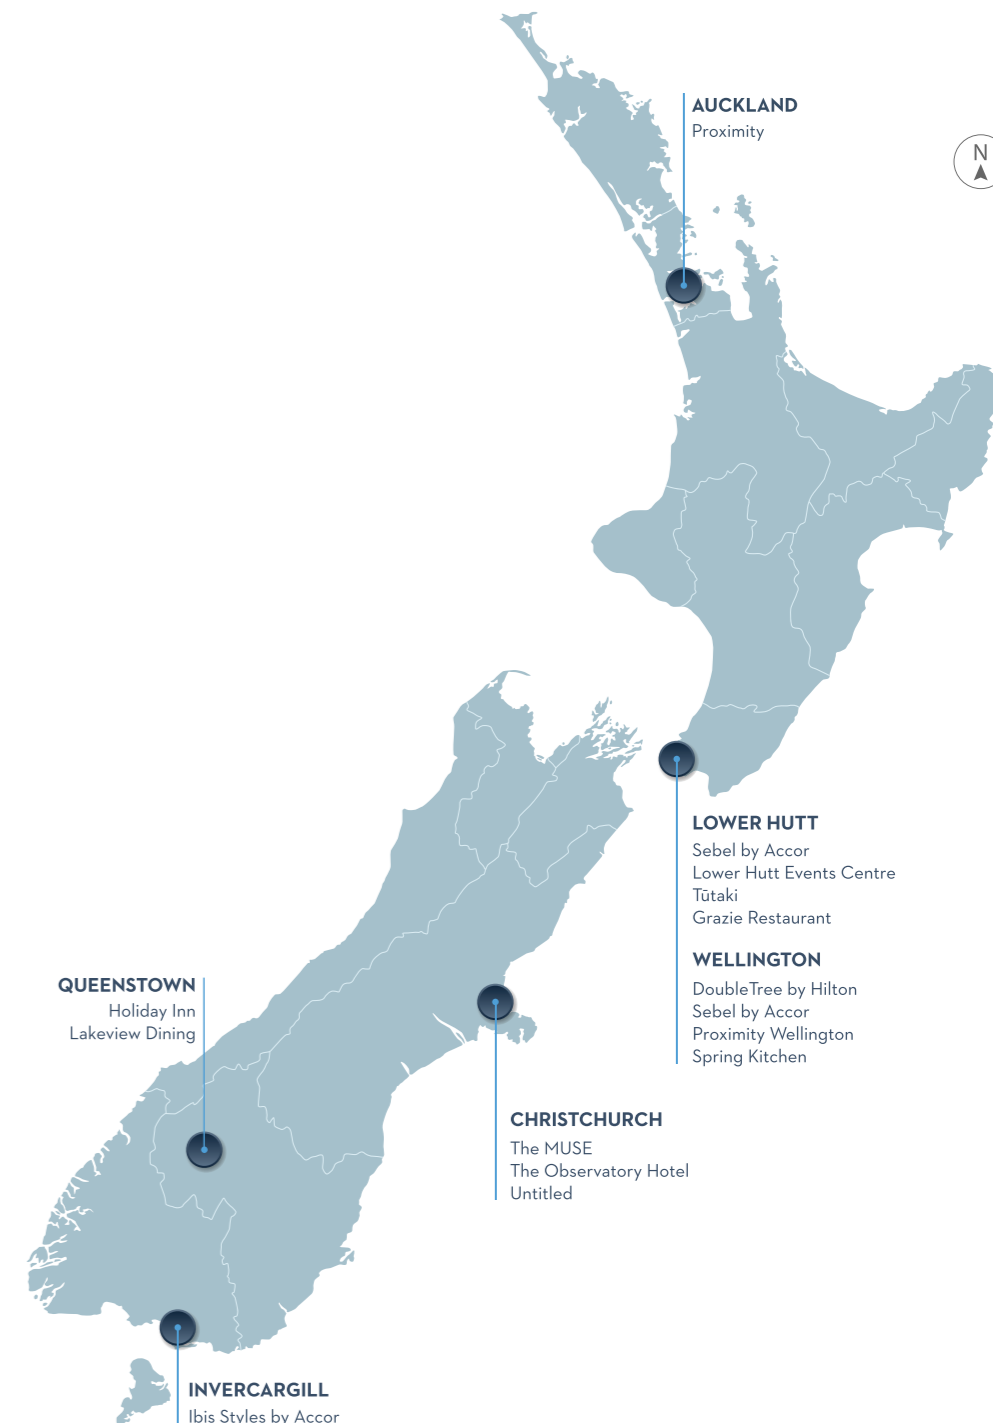 AUCKLAND
Proximity
N
LOWER HUTT
Sebel by Accor
Lower Hutt Events Centre
Tūtaki
Grazie Restaurant
WELLINGTON
DoubleTree by Hilton
Sebel by Accor
Proximity Wellington
Spring Kitchen
QUEENSTOWN
Holiday Inn
Lakeview Dining
CHRISTCHURCH
The MUSE
The Observatory Hotel
Untitled
INVERCARGILL
Ibis Styles by Accor